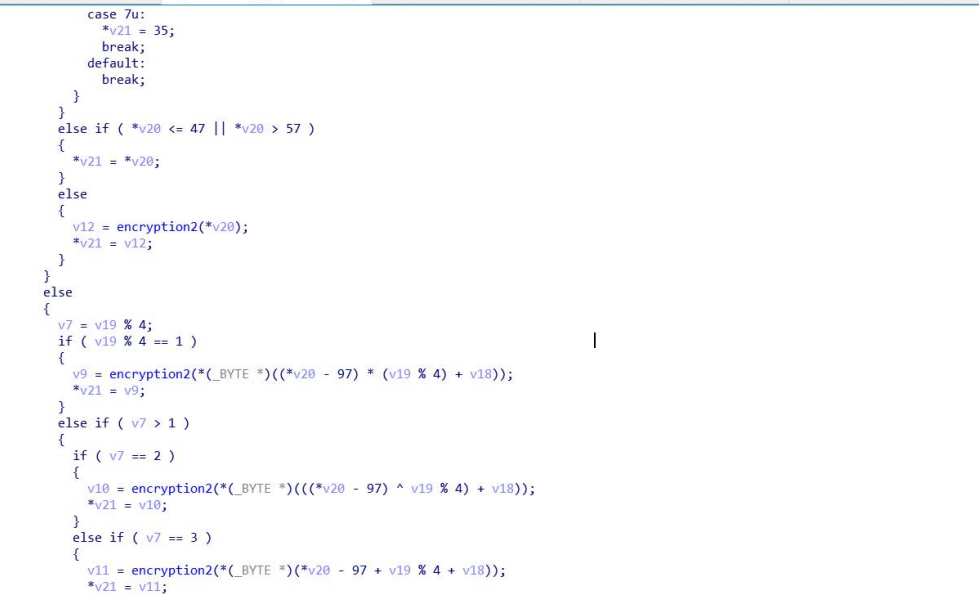 case 7u:
*v21 = 35;
break;
default:
break;
}
}
else if ( *v20 <= 47 || *v20 > 57 )
{
*v21 = *v20;
}
else
{
v12 = encryption2(*v20);
*v21 = v12;
}
}
else
{
v7 = v19 % 4;
if ( v19 % 4 == 1 )
{
v9 = encryption2(*(_BYTE *)((*v20 - 97) * (v19 % 4) + v18));
*v21 = v9;
}
else if ( v7 > 1 )
{
if ( v7 == 2 )
{
v10 = encryption2(*(_BYTE *)(((*v20 - 97) ^ v19 % 4) + v18));
*v21 = v10;
}
else if ( v7 == 3 )
{
v11 = encryption2(*(_BYTE *)(*v20 - 97 + v19 % 4 + v18));
*v21 = v11;